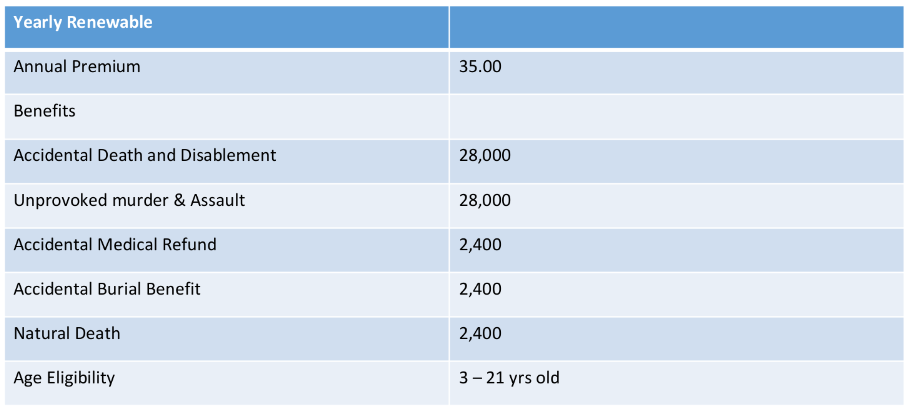 Yearly Renewable
Annual Premium 35.00
Benefits
Accidental Death and Disablement 28,000
Unprovoked murder & Assault 28,000
Accidental Medical Refund 2,400
Accidental Burial Benefit 2,400
Natural Death 2,400
Age Eligibility 3 – 21 yrs old